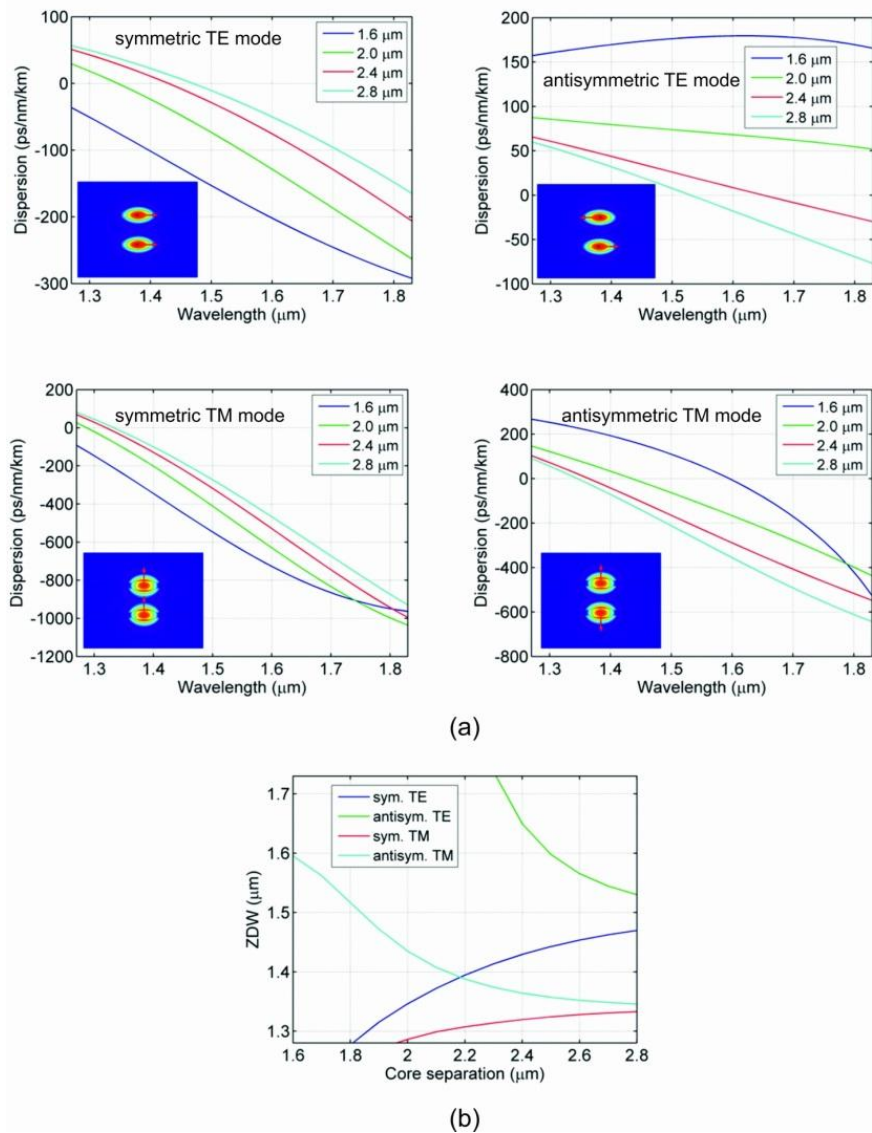 symmetric TE mode
1.6 μm
2.0 μm
2.4 μm
2.8 μm
100
50
0
-100
-200
-300
Dispersion (ps/nm/km)
1.3 1.4 1.5 1.6 1.7 1.8
Wavelength (μm)
antisymmetric TE mode
1.6 μm
2.0 μm
2.4 μm
2.8 μm
200
150
100
50
0
-50
-100
Dispersion (ps/nm/km)
1.3 1.4 1.5 1.6 1.7 1.8
Wavelength (μm)
symmetric TM mode
1.6 μm
2.0 μm
2.4 μm
2.8 μm
200
0
-200
-400
-600
-800
-1000
-1200
Dispersion (ps/nm/km)
1.3 1.4 1.5 1.6 1.7 1.8
Wavelength (μm)
antisymmetric TM mode
1.6 μm
2.0 μm
2.4 μm
2.8 μm
400
200
0
-200
-400
-600
-800
Dispersion (ps/nm/km)
1.3 1.4 1.5 1.6 1.7 1.8
Wavelength (μm)
(a)
sym. TE
antisym. TE
sym. TM
antisym. TM
1.7
1.6
1.5
1.4
1.3
ZDW (μm)
1.6 1.8 2 2.2 2.4 2.6 2.8
Core separation (μm)
(b)